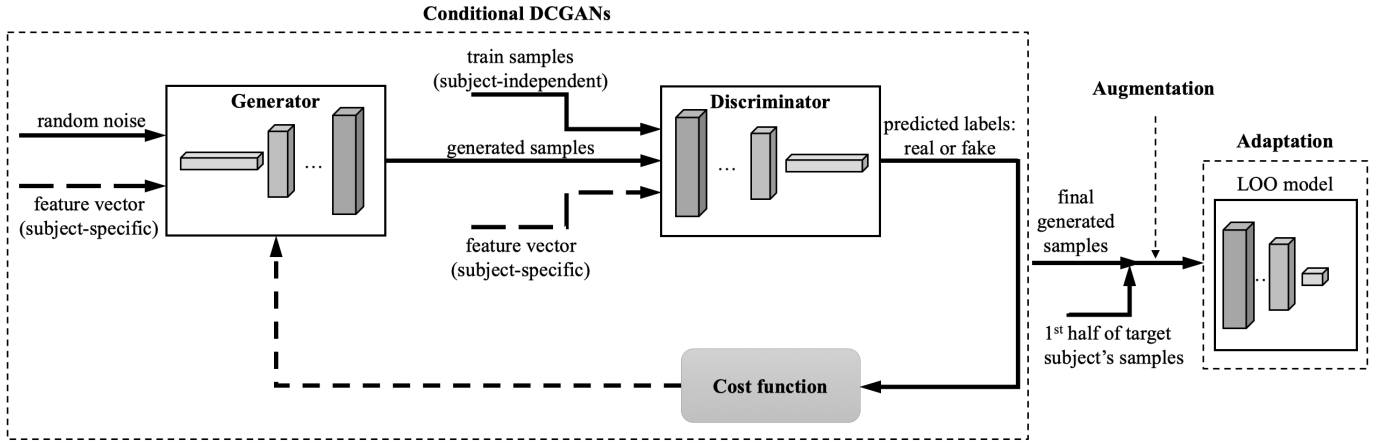 Conditional DCGANs
train samples
(subject-independent)
Generator
Discriminator
random noise
generated samples
predicted labels:
real or fake
feature vector
(subject-specific)
feature vector
(subject-specific)
...
...
Cost function
Augmentation
final
generated
samples
1st half of target
subject's samples
Adaptation
LOO model
..